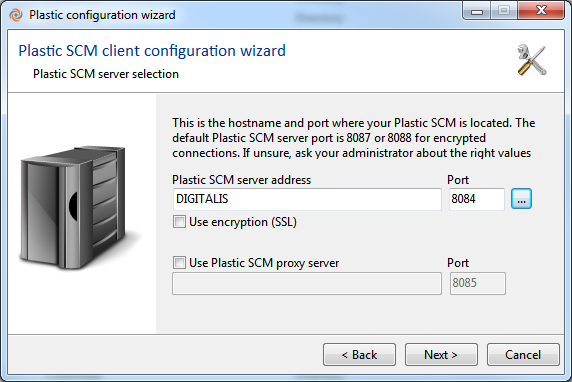 Plastic configuration wizard
Plastic SCM client configuration wizard
Plastic SCM server selection
This is the hostname and port where your Plastic SCM is located. The
default Plastic SCM server port is 8087 or 8088 for encrypted
connections. If unsure, ask your administrator about the right values
Plastic SCM server address Port
DIGITALIS 8084 ...
Use encryption (SSL)
Use Plastic SCM proxy server Port
8085
< Back Next > Cancel